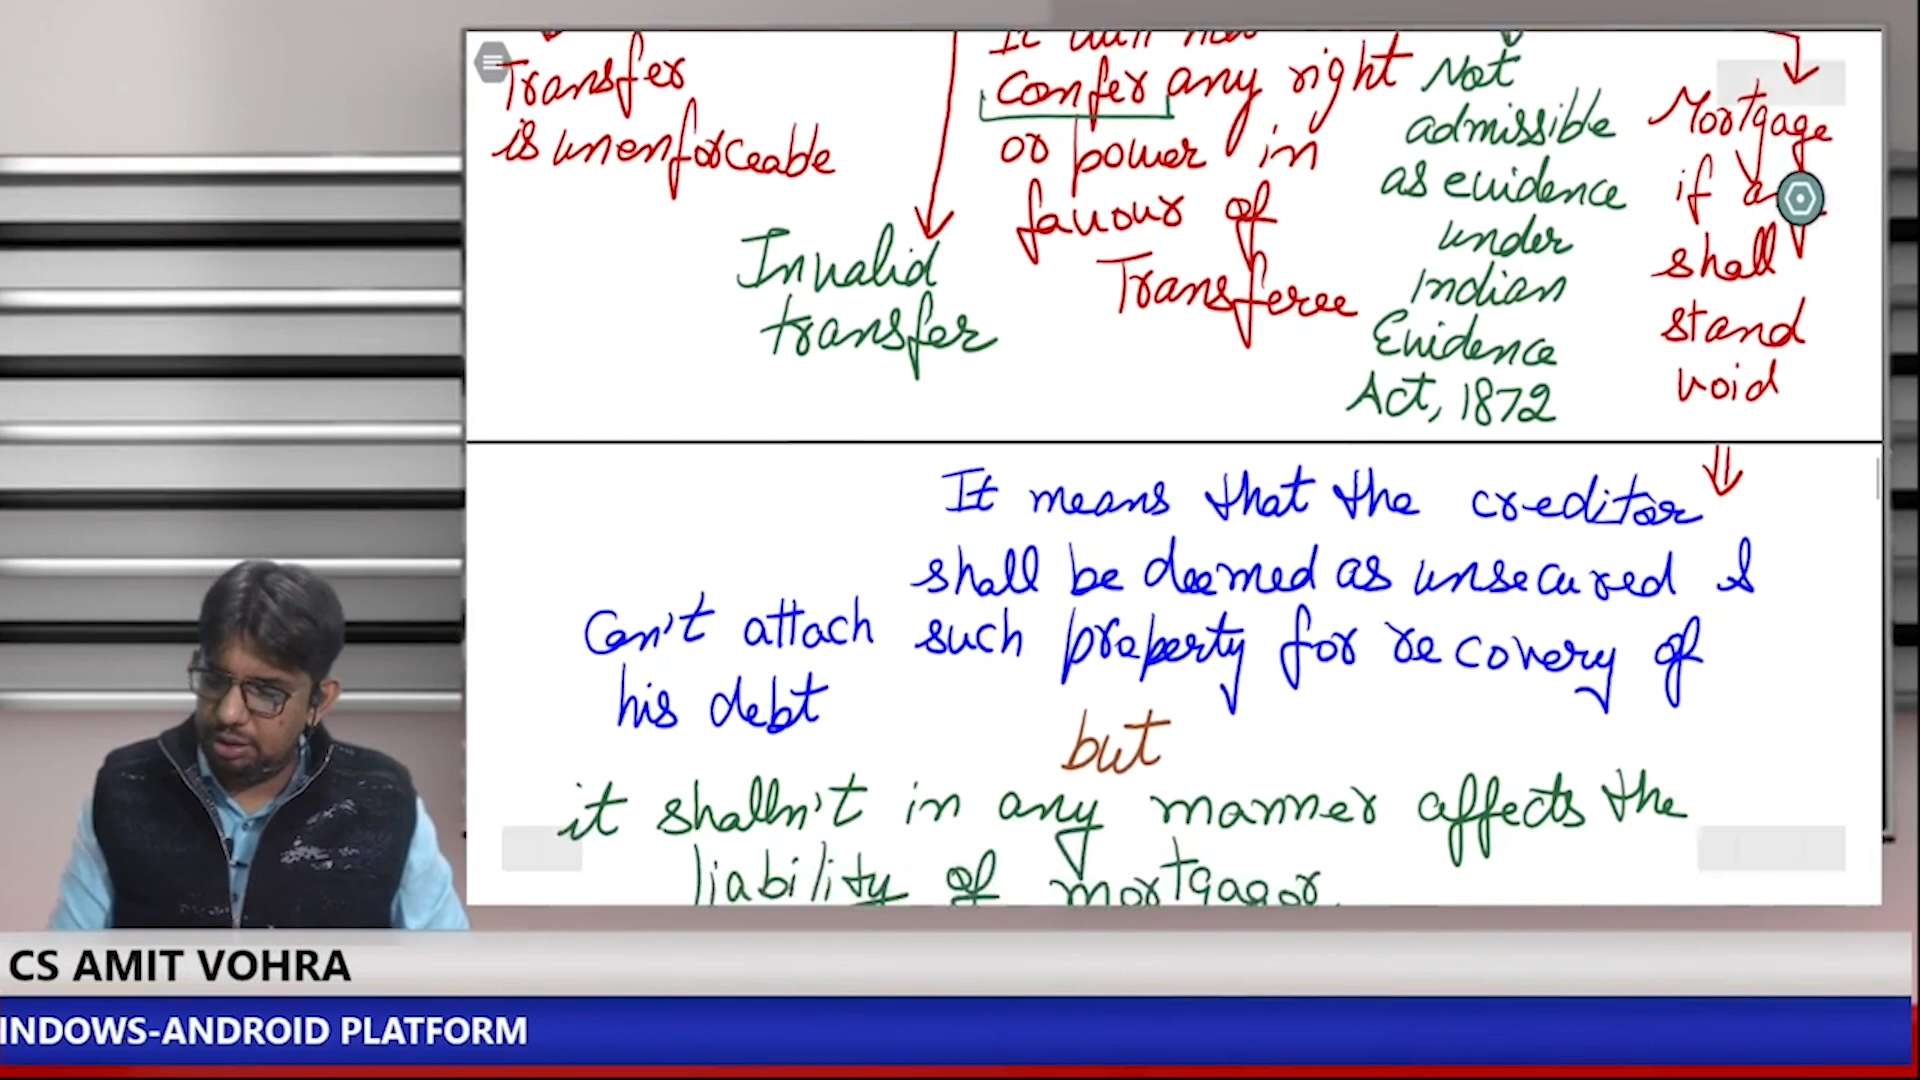 Transfer
is unenforceable
Invalid
transfer
It will not
confer any right
or power in
favour of
Transferee
Not
admissible
as evidence
under
Indian
Evidence
Act, 1872
Mortgage
if
shall
stand
void
It means that the creditor
shall be deemed as unsecured &
can't attach such property for recovery of
his debt
but
it shalln't in any manner affects the
liability of mortgagor
CS AMIT VOHRA
INDOWS-ANDROID PLATFORM